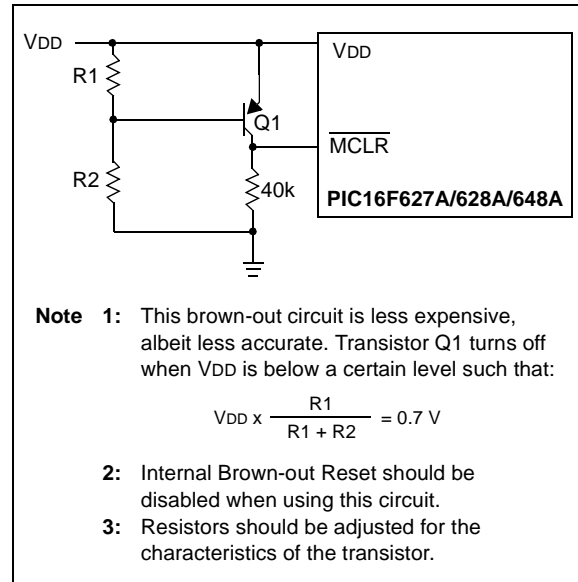 VDD
VDD
R1
Q1
MCLR
R2
40k
PIC16F627A/628A/648A
Note 1: This brown-out circuit is less expensive,
albeit less accurate. Transistor Q1 turns off
when VDD is below a certain level such that:
VDD x R1 / R1 + R2 = 0.7 V
2: Internal Brown-out Reset should be
disabled when using this circuit.
3: Resistors should be adjusted for the
characteristics of the transistor.